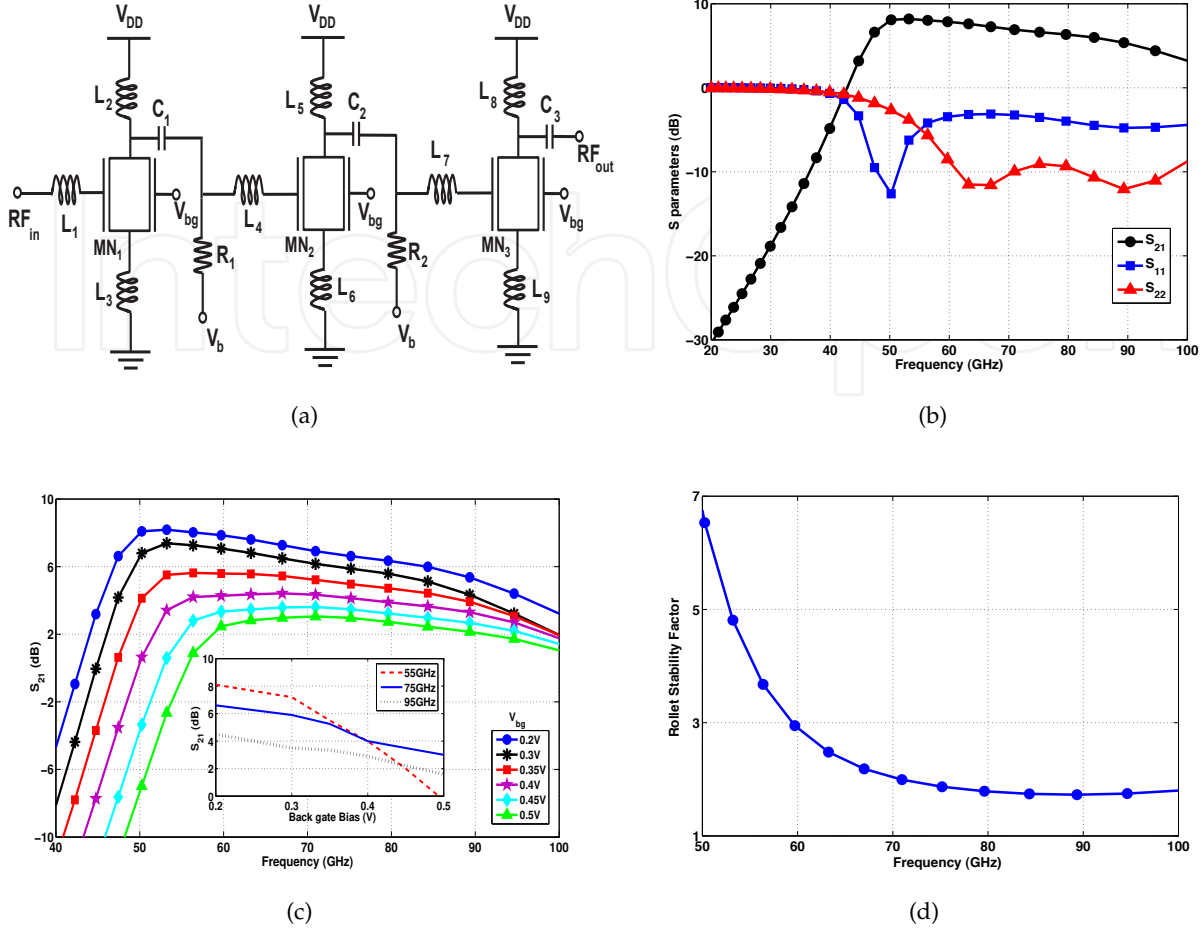 V_DD V_DD V_DD
L_2 L_5 L_8
C_1 C_2 C_3
RF_out
L_7
RF_in L_1 V_bg L_4 V_bg V_bg
MN_1 MN_2 MN_3
R_1 R_2
L_3 L_6 L_9
V_b V_b
(a)
10
0
−10
−20
−30
S parameters (dB)
S_21
S_11
S_22
20 30 40 50 60 70 80 90 100
Frequency (GHz)
(b)
10
6
2
−2
−6
−10
S_21 (dB)
10
8
6
4
2
0
S_21 (dB)
55GHz
75GHz
95GHz
0.2 0.3 0.4 0.5
Back gate Bias (V)
V_bg
0.2V
0.3V
0.35V
0.4V
0.45V
0.5V
40 50 60 70 80 90 100
Frequency (GHz)
(c)
7
5
3
1
Rollet Stability Factor
50 60 70 80 90 100
Frequency (GHz)
(d)